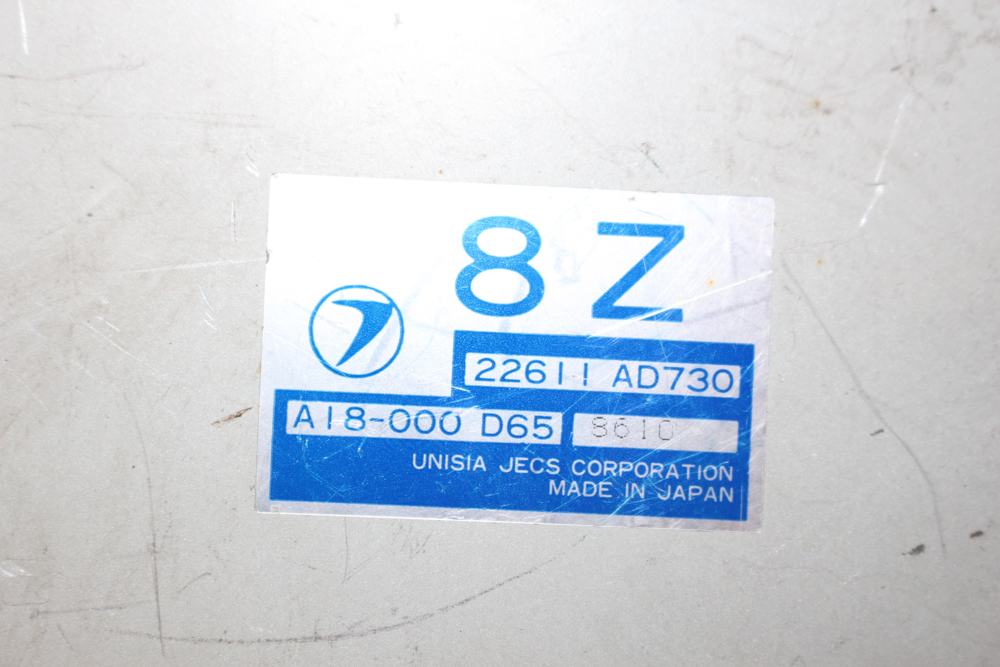 8Z
22611 AD730
A18-000 D65 8610
UNISIA JECS CORPORATION
MADE IN JAPAN